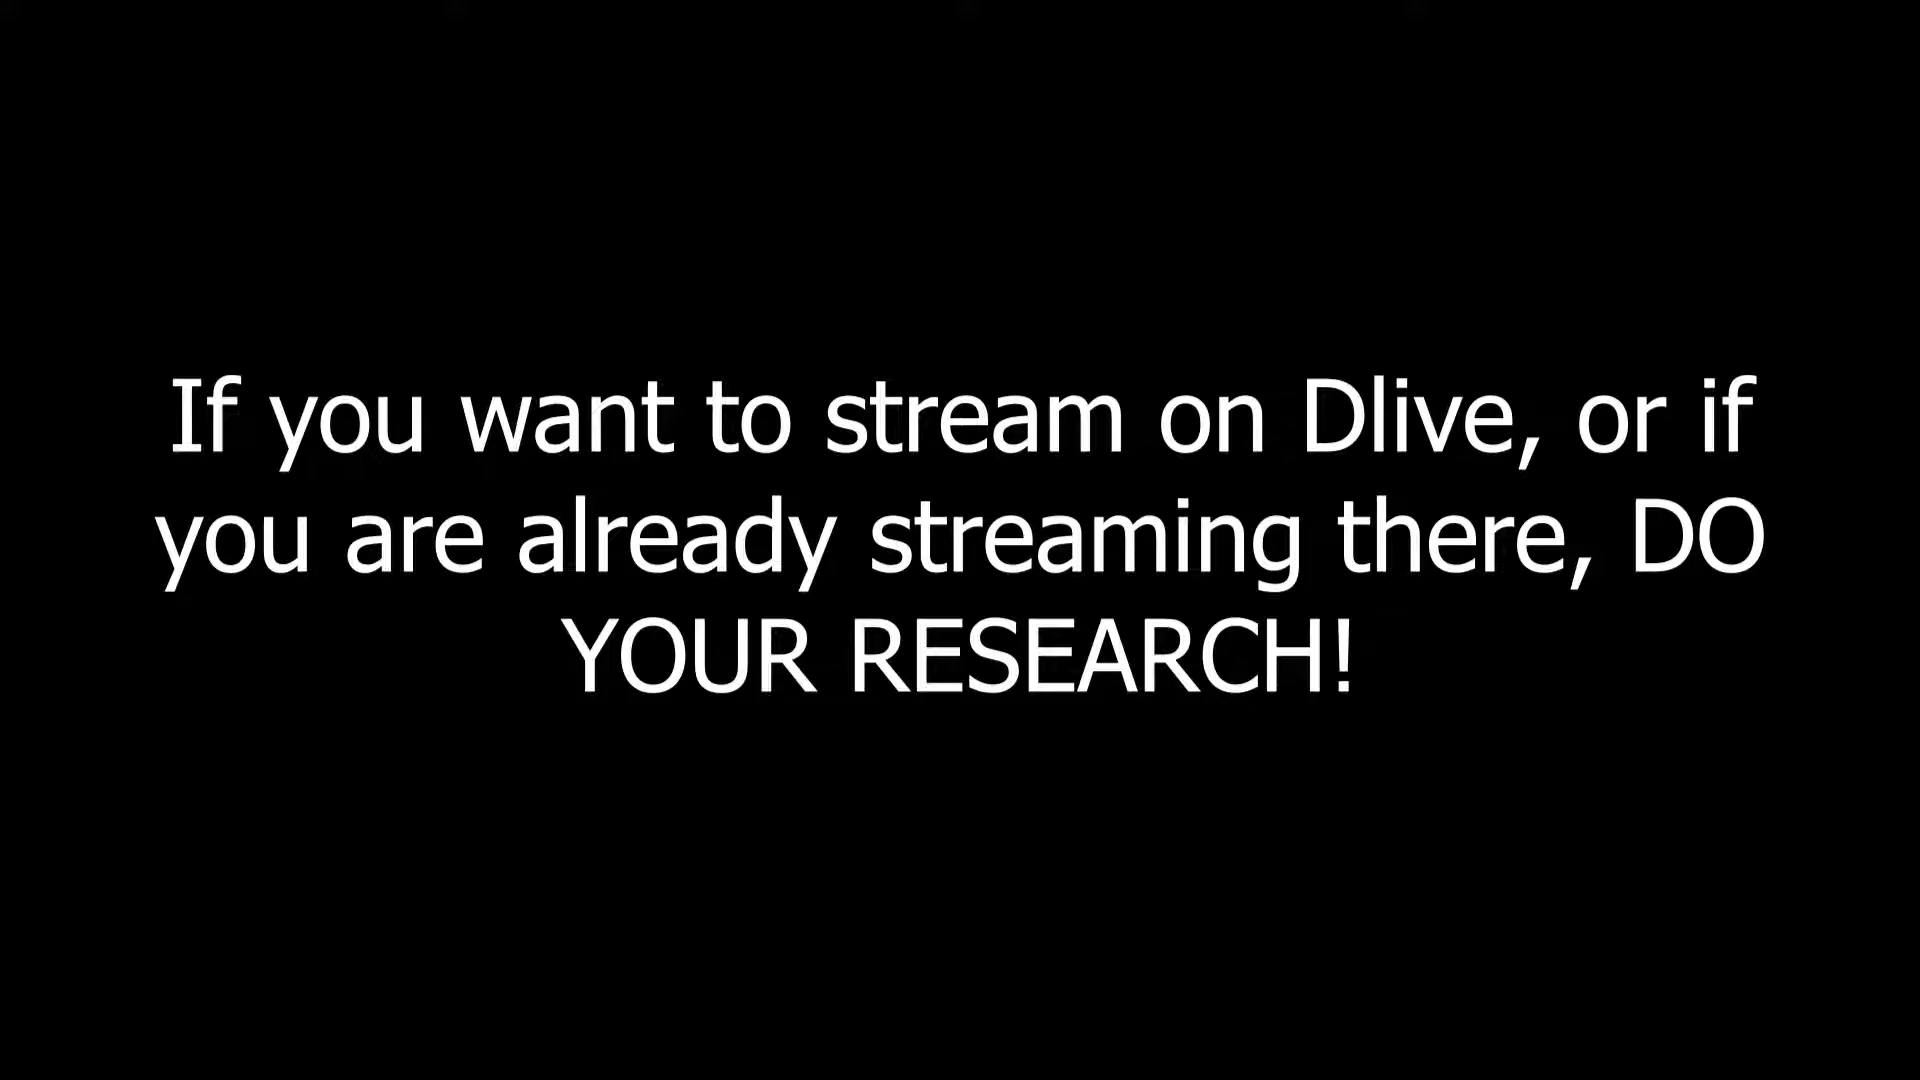 If you want to stream on Dlive, or if
you are already streaming there, DO
YOUR RESEARCH!